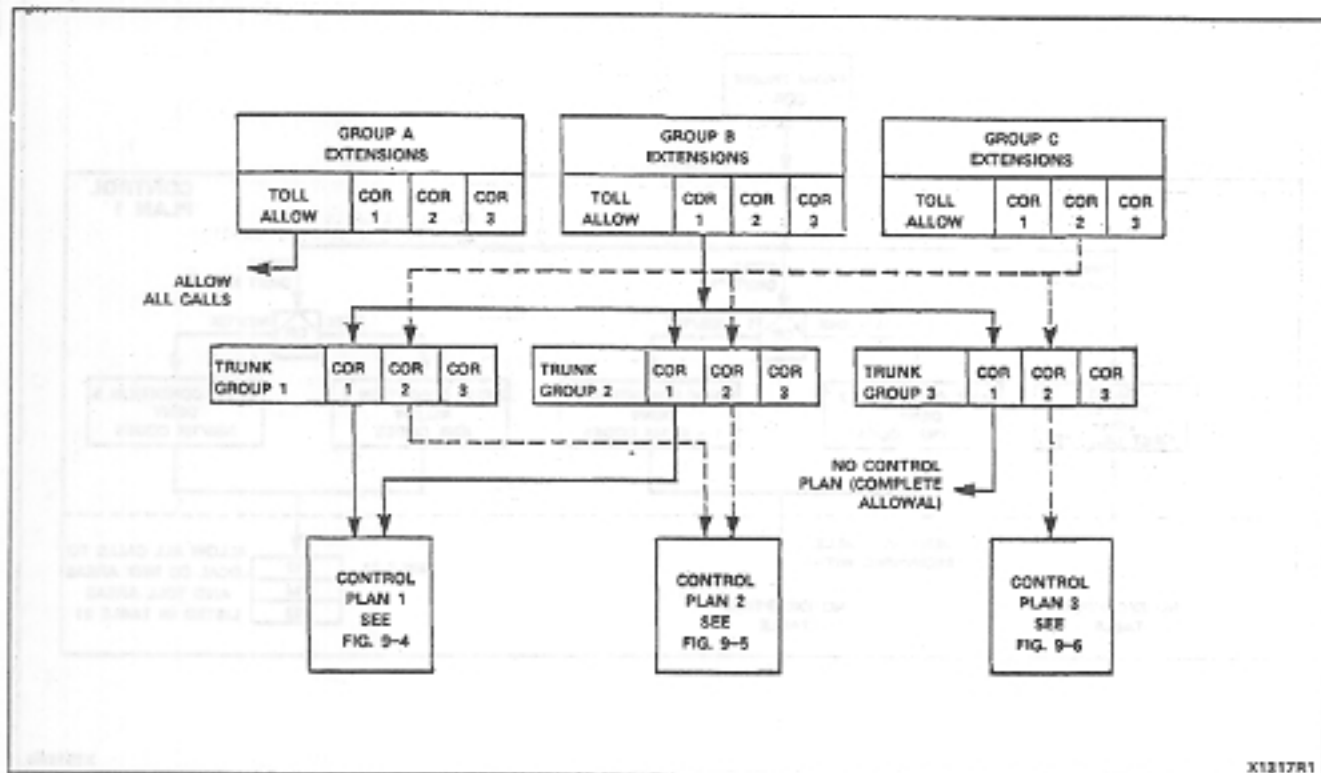 GROUP A
EXTENSIONS
TOLL
ALLOW
COR
1
COR
2
COR
3
GROUP B
EXTENSIONS
TOLL
ALLOW
COR
1
COR
2
COR
3
GROUP C
EXTENSIONS
TOLL
ALLOW
COR
1
COR
2
COR
3
ALLOW
ALL CALLS
TRUNK
GROUP 1
COR
1
COR
2
COR
3
TRUNK
GROUP 2
COR
1
COR
2
COR
3
TRUNK
GROUP 3
COR
1
COR
2
COR
3
NO CONTROL
PLAN (COMPLETE
ALLOWAL)
CONTROL
PLAN 1
SEE
FIG. 9-4
CONTROL
PLAN 2
SEE
FIG. 9-5
CONTROL
PLAN 3
SEE
FIG. 9-6
X1317R1